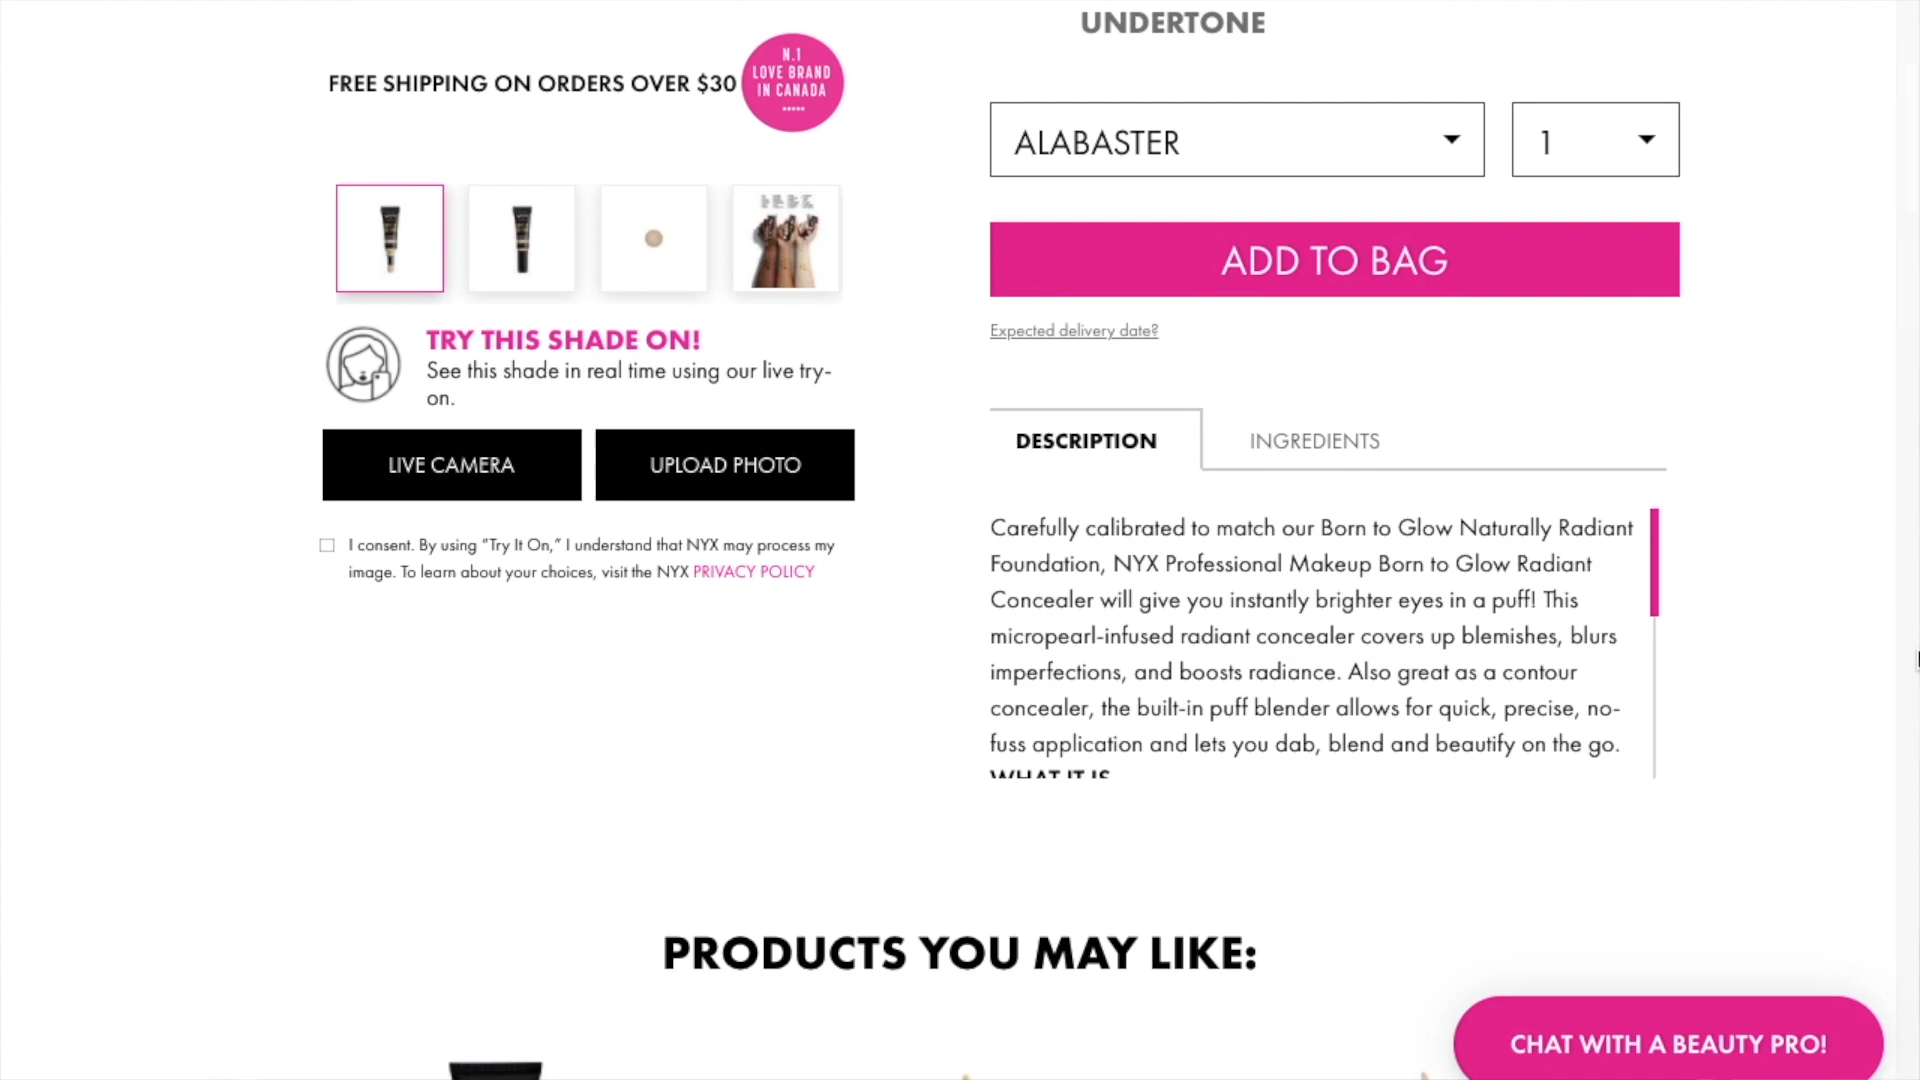 UNDERTONE
FREE SHIPPING ON ORDERS OVER $30
N.1
LOVE BRAND
IN CANADA
ALABASTER
1
ADD TO BAG
Expected delivery date?
TRY THIS SHADE ON!
See this shade in real time using our live try-
on.
LIVE CAMERA
UPLOAD PHOTO
I consent. By using "Try It On," I understand that NYX may process my
image. To learn about your choices, visit the NYX PRIVACY POLICY
DESCRIPTION
INGREDIENTS
Carefully calibrated to match our Born to Glow Naturally Radiant
Foundation, NYX Professional Makeup Born to Glow Radiant
Concealer will give you instantly brighter eyes in a puff! This
micropearl-infused radiant concealer covers up blemishes, blurs
imperfections, and boosts radiance. Also great as a contour
concealer, the built-in puff blender allows for quick, precise, no-
fuss application and lets you dab, blend and beautify on the go.
WHAT IT IS
PRODUCTS YOU MAY LIKE:
CHAT WITH A BEAUTY PRO!